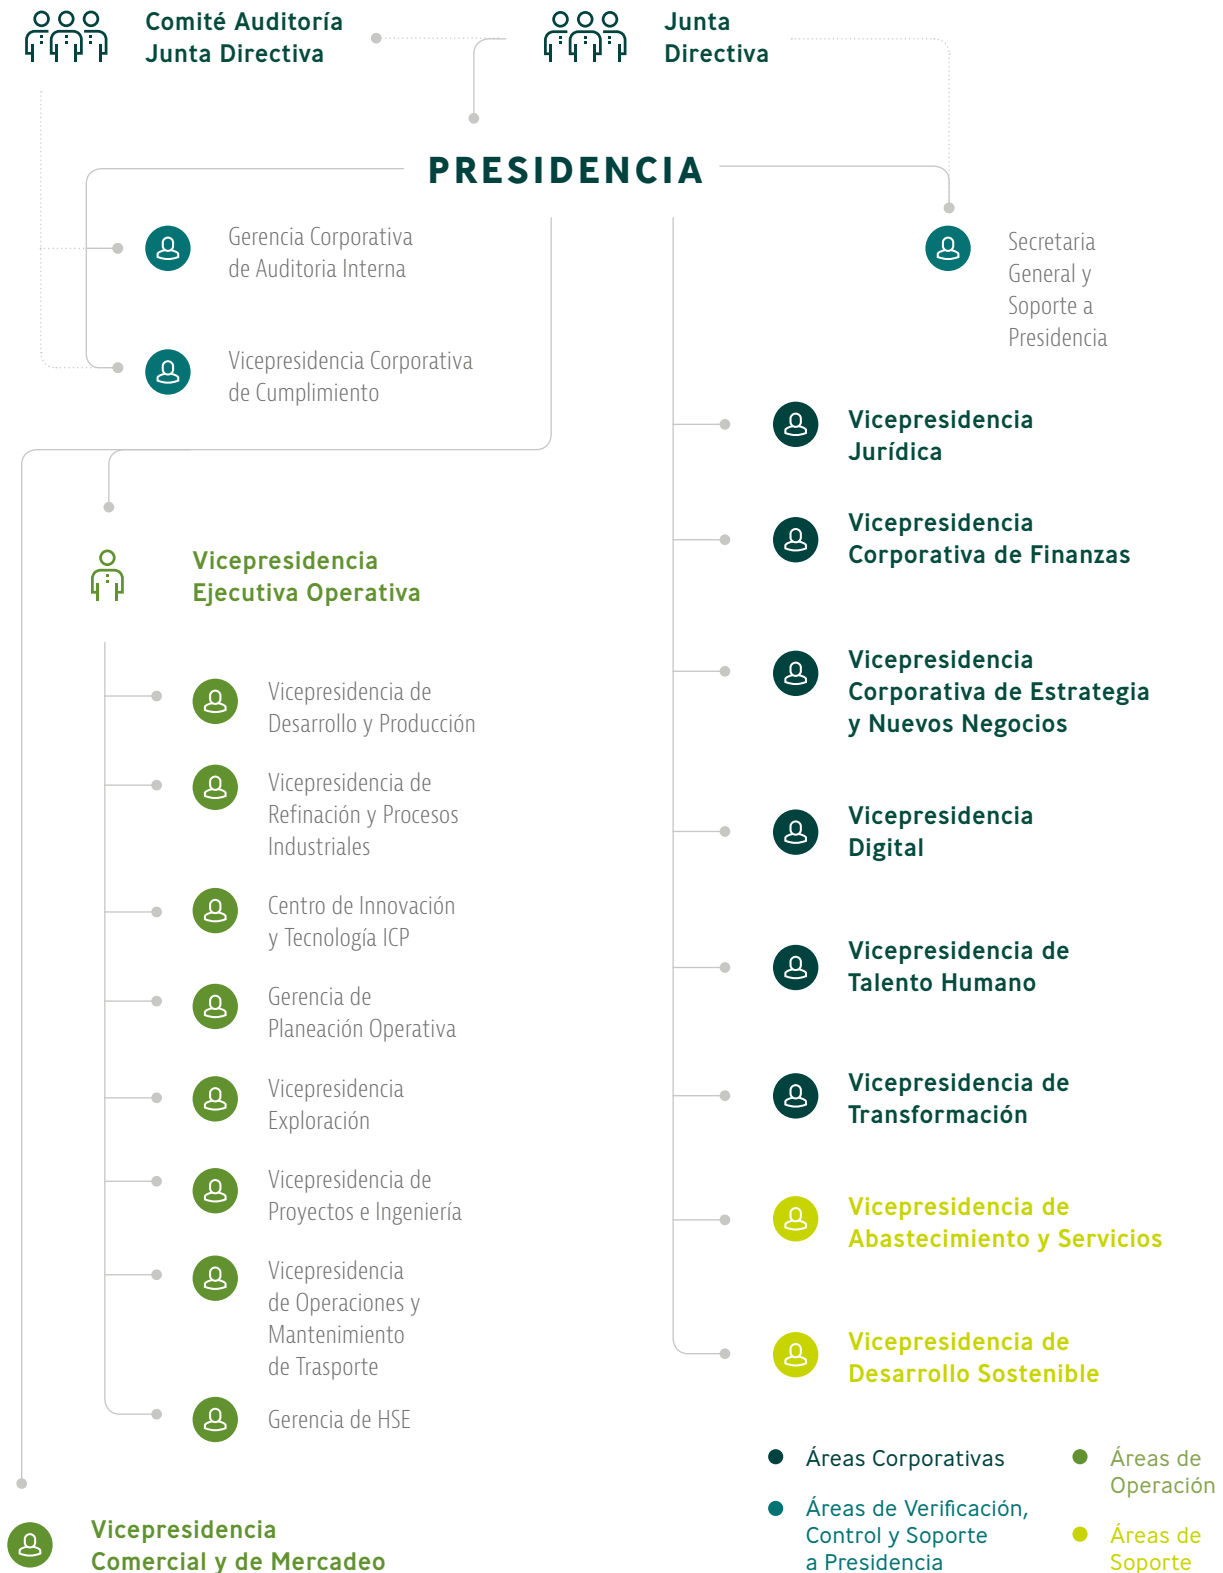 Comité Auditoría
Junta Directiva
Junta
Directiva
PRESIDENCIA
Gerencia Corporativa
de Auditoria Interna
Vicepresidencia Corporativa
de Cumplimiento
Secretaria
General y
Soporte a
Presidencia
Vicepresidencia
Ejecutiva Operativa
Vicepresidencia de
Desarrollo y Producción
Vicepresidencia de
Refinación y Procesos
Industriales
Centro de Innovación
y Tecnología ICP
Gerencia de
Planeación Operativa
Vicepresidencia
Exploración
Vicepresidencia de
Proyectos e Ingeniería
Vicepresidencia
de Operaciones y
Mantenimiento
de Trasporte
Gerencia de HSE
Vicepresidencia
Comercial y de Mercadeo
Vicepresidencia
Jurídica
Vicepresidencia
Corporativa de Finanzas
Vicepresidencia
Corporativa de Estrategia
y Nuevos Negocios
Vicepresidencia
Digital
Vicepresidencia de
Talento Humano
Vicepresidencia de
Transformación
Vicepresidencia de
Abastecimiento y Servicios
Vicepresidencia de
Desarrollo Sostenible
Áreas Corporativas
Áreas de Verificación,
Control y Soporte
a Presidencia
Áreas de
Operación
Áreas de
Soporte